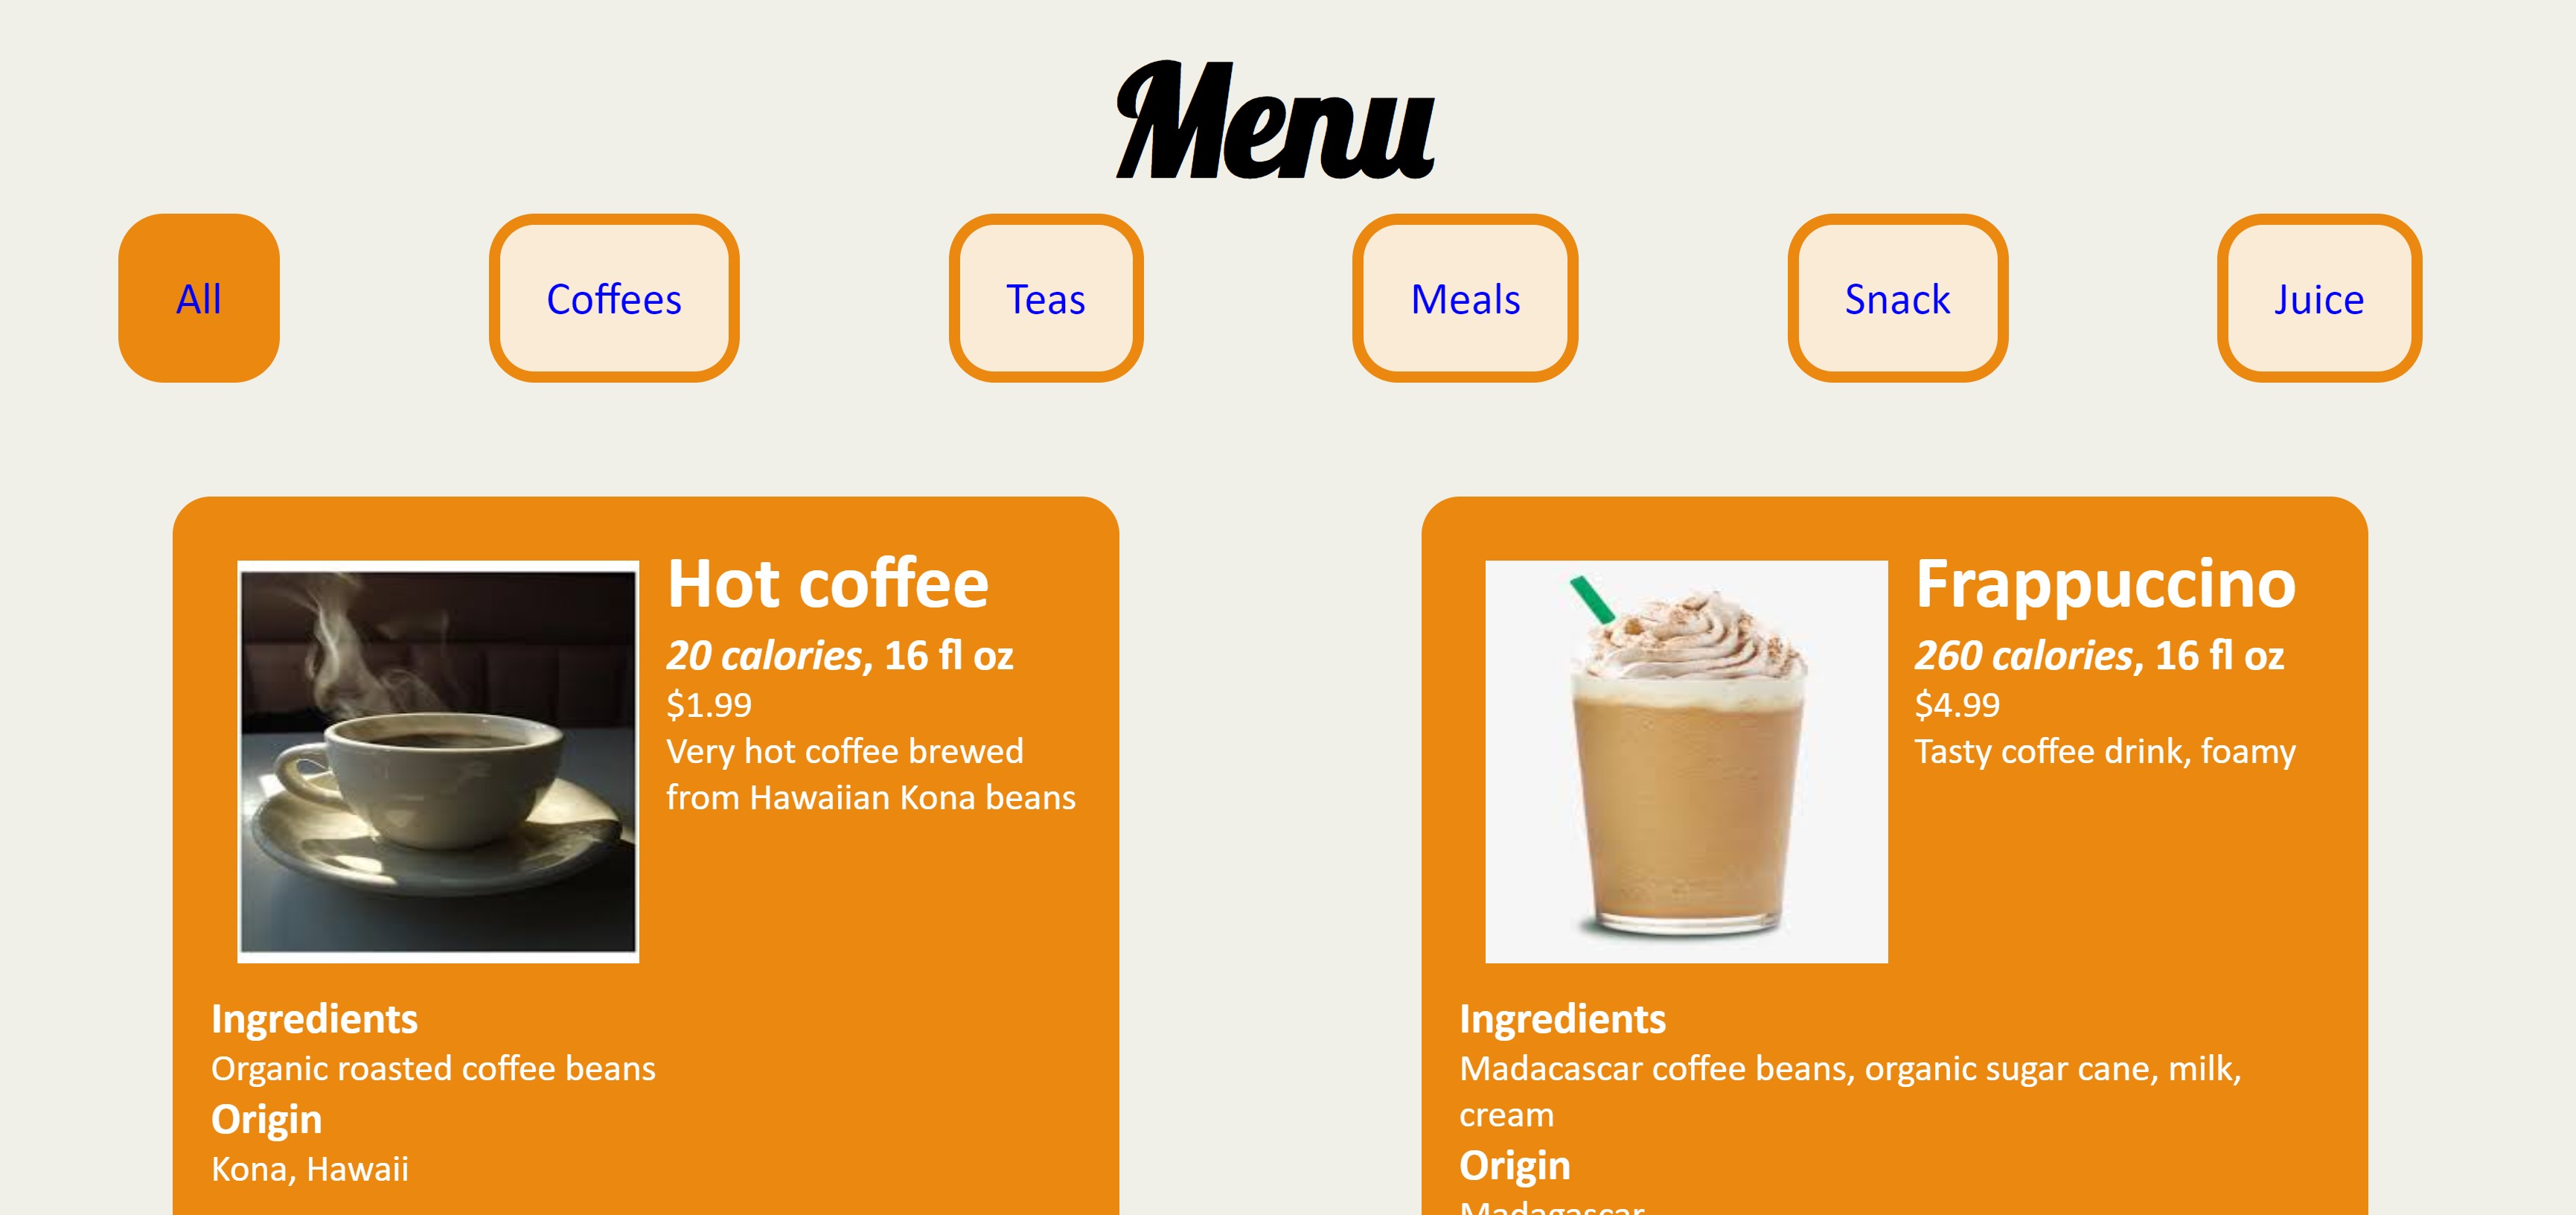 Menu
All
Coffees
Teas
Meals
Snack
Juice
Hot coffee
20 calories, 16 fl oz
$1.99
Very hot coffee brewed
from Hawaiian Kona beans
Ingredients
Organic roasted coffee beans
Origin
Kona, Hawaii
Frappuccino
260 calories, 16 fl oz
$4.99
Tasty coffee drink, foamy
Ingredients
Madacascar coffee beans, organic sugar cane, milk,
cream
Origin
Madagascar